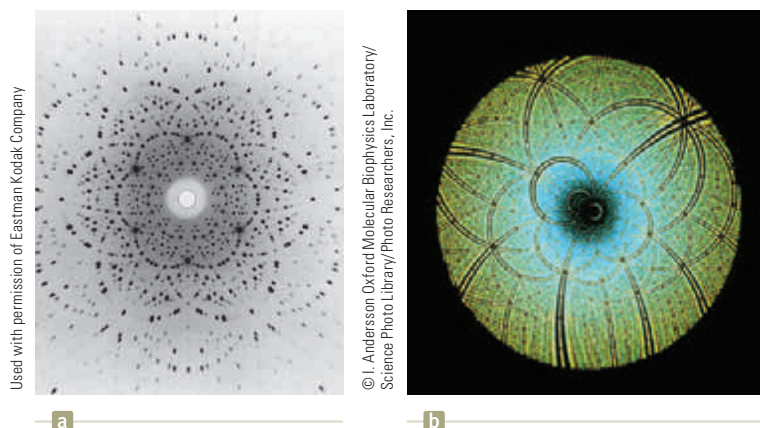 Used with permission of Eastman Kodak Company
© I. Andersson Oxford Molecular Biophysics Laboratory/
Science Photo Library/Photo Researchers, Inc.
a
b